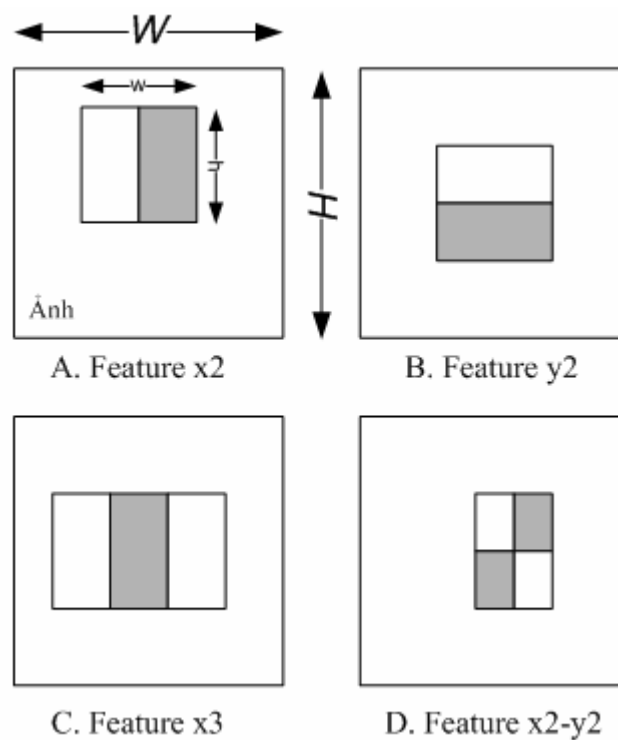 W
w
h
H
Ảnh
A. Feature x2
B. Feature y2
C. Feature x3
D. Feature x2-y2